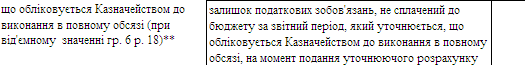 що обліковується Казначейством до
виконання в повному обсязі (при
від'ємному значенні гр. 6 р. 18)**
залишок податкових зобов'язань, не сплачений до
бюджету за звітний період, який уточнюється, що
обліковується Казначейством до виконання в повному
обсязі, на момент подання уточнюючого розрахунку